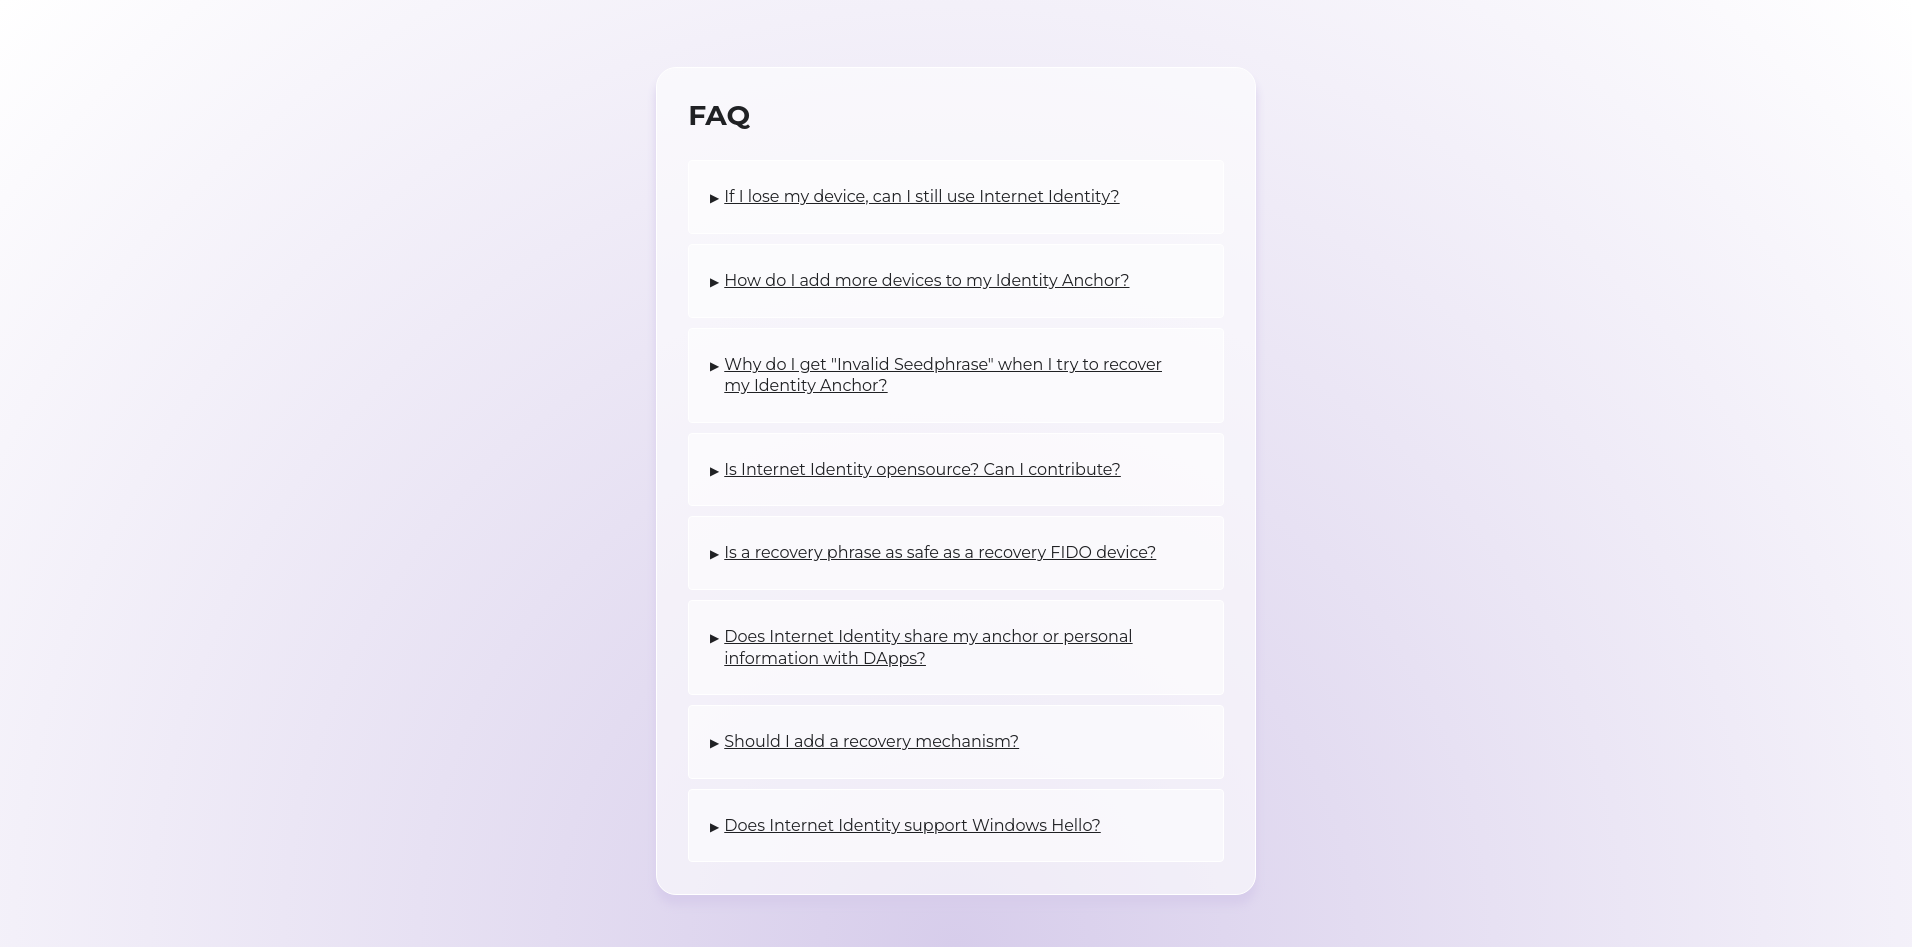 FAQ
If I lose my device, can I still use Internet Identity?
How do I add more devices to my Identity Anchor?
Why do I get "Invalid Seedphrase" when I try to recover
my Identity Anchor?
Is Internet Identity opensource? Can I contribute?
Is a recovery phrase as safe as a recovery FIDO device?
Does Internet Identity share my anchor or personal
information with DApps?
Should I add a recovery mechanism?
Does Internet Identity support Windows Hello?